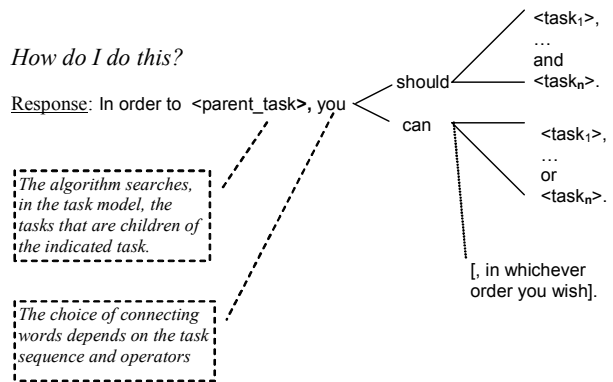 How do I do this?
Response: In order to <parent_task>, you
should
<task1>,
…
and
<taskn>.
can
<task1>,
…
or
<taskn>.
[, in whichever
order you wish].
The algorithm searches,
in the task model, the
tasks that are children of
the indicated task.
The choice of connecting
words depends on the task
sequence and operators